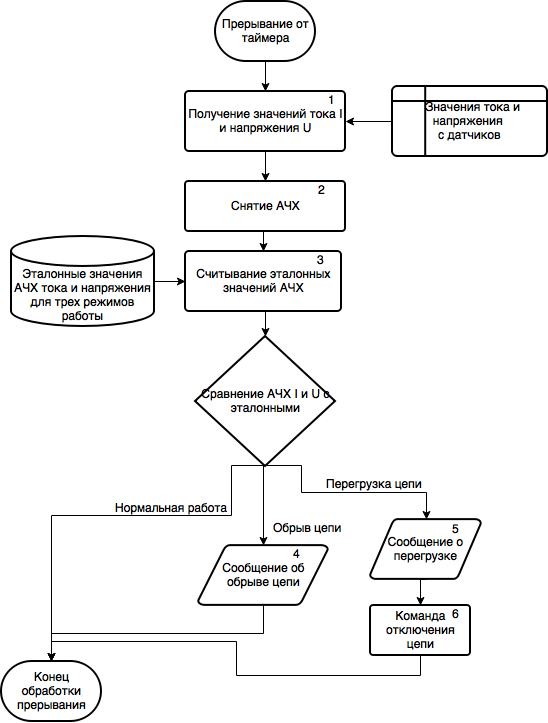 Прерывание от
таймера
1
Получение значений тока I
и напряжения U
Значения тока и
напряжения
с датчиков
2
Снятие АЧХ
3
Считывание эталонных
значений АЧХ
Эталонные значения
АЧХ тока и напряжения
для трех режимов
работы
Сравнение АЧХ I и U с
эталонными
Перегрузка цепи
Нормальная работа
Обрыв цепи
5
Сообщение о
перегрузке
4
Сообщение об
обрыве цепи
6
Команда
отключения
цепи
Конец
обработки
прерывания